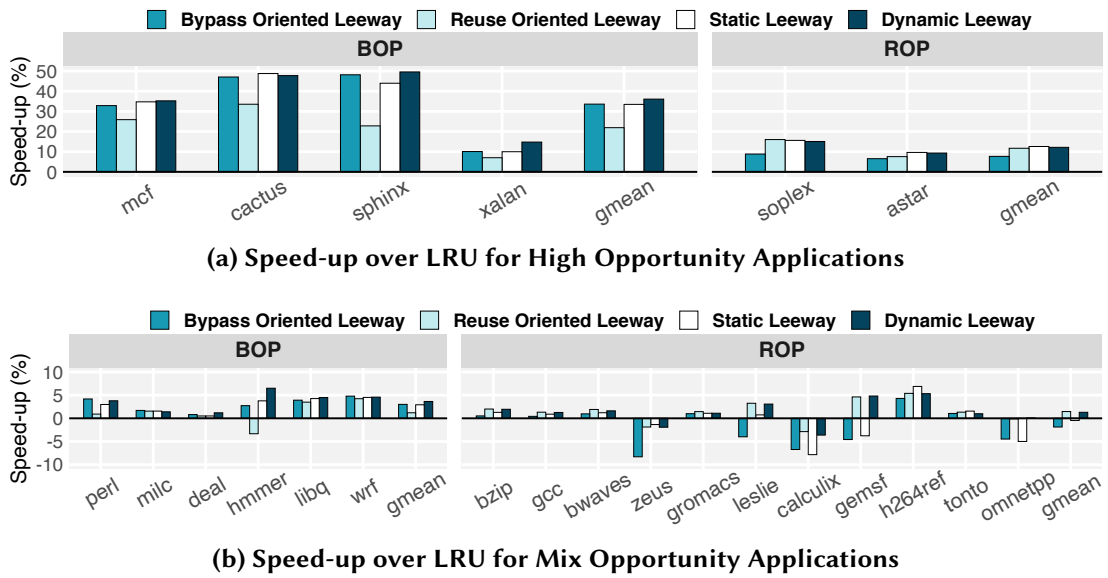 Bypass Oriented Leeway Reuse Oriented Leeway Static Leeway Dynamic Leeway
BOP ROP
Speed-up (%)
50
40
30
20
10
0
mcf cactus sphinx xalan gmean soplex astar gmean
(a) Speed-up over LRU for High Opportunity Applications
Bypass Oriented Leeway Reuse Oriented Leeway Static Leeway Dynamic Leeway
BOP ROP
Speed-up (%)
10
5
0
-5
-10
perl milc deal hmmer libq wrf gmean bzip gcc bwaves zeus gromacs leslie calculix gemsf h264ref tonto omnetpp gmean
(b) Speed-up over LRU for Mix Opportunity Applications